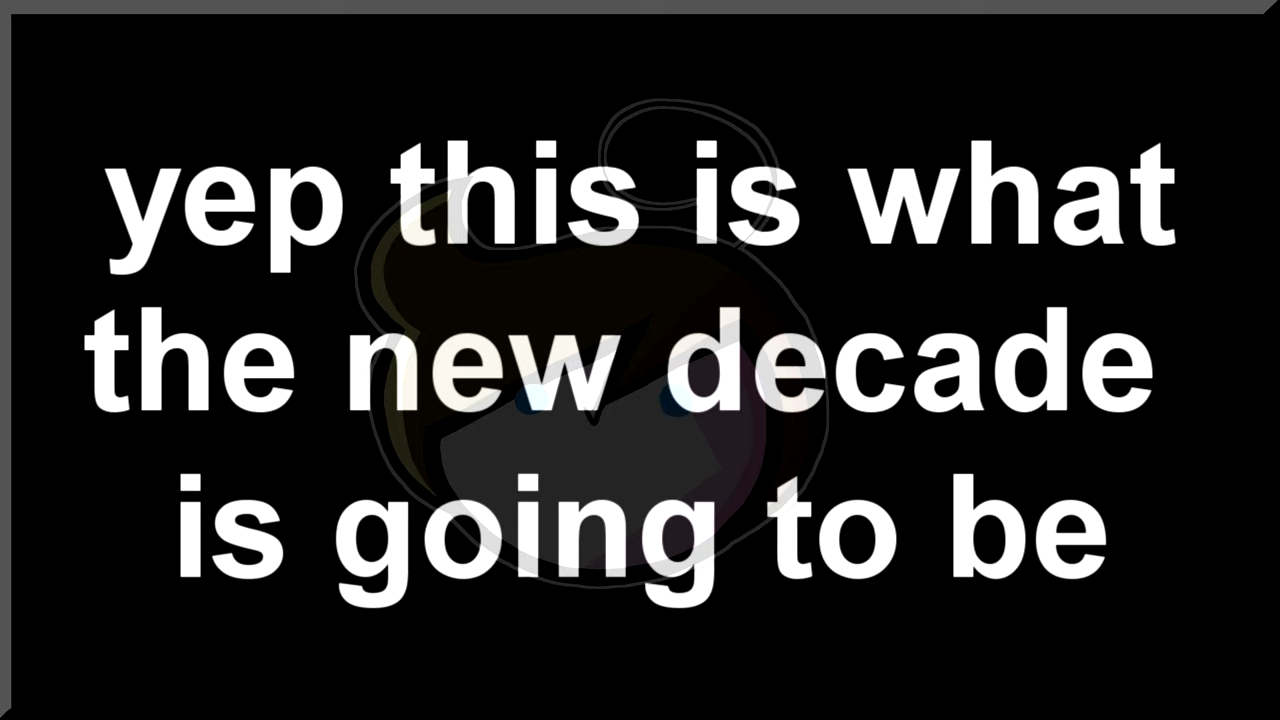 yep this is what
the new decade
is going to be